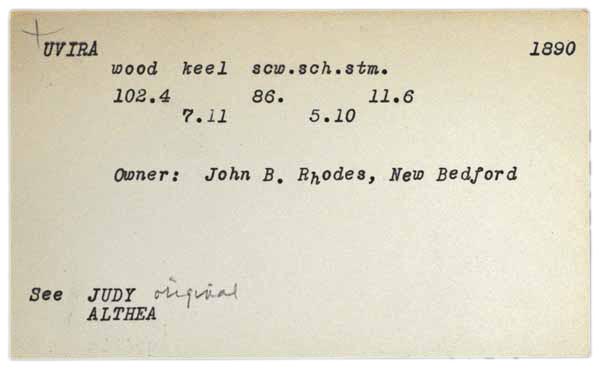 UVIRA 1890
wood keel scw.sch.stm.
102.4 86. 11.6
7.11 5.10
Owner: John B. Rhodes, New Bedford
See JUDY original
ALTHEA